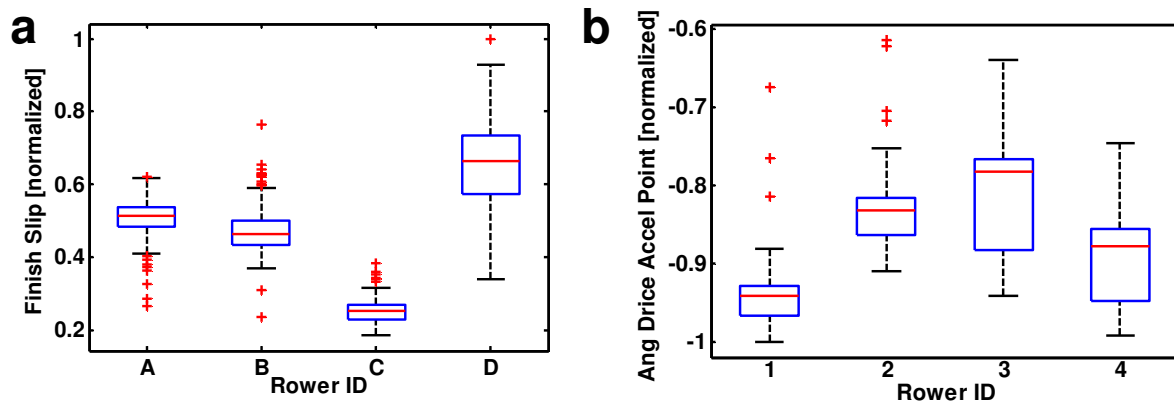 a
Finish Slip [normalized]
1
0.8
0.6
0.4
0.2
A B C D
Rower ID
b
Ang Drice Accel Point [normalized]
-0.6
-0.7
-0.8
-0.9
-1
1 2 3 4
Rower ID